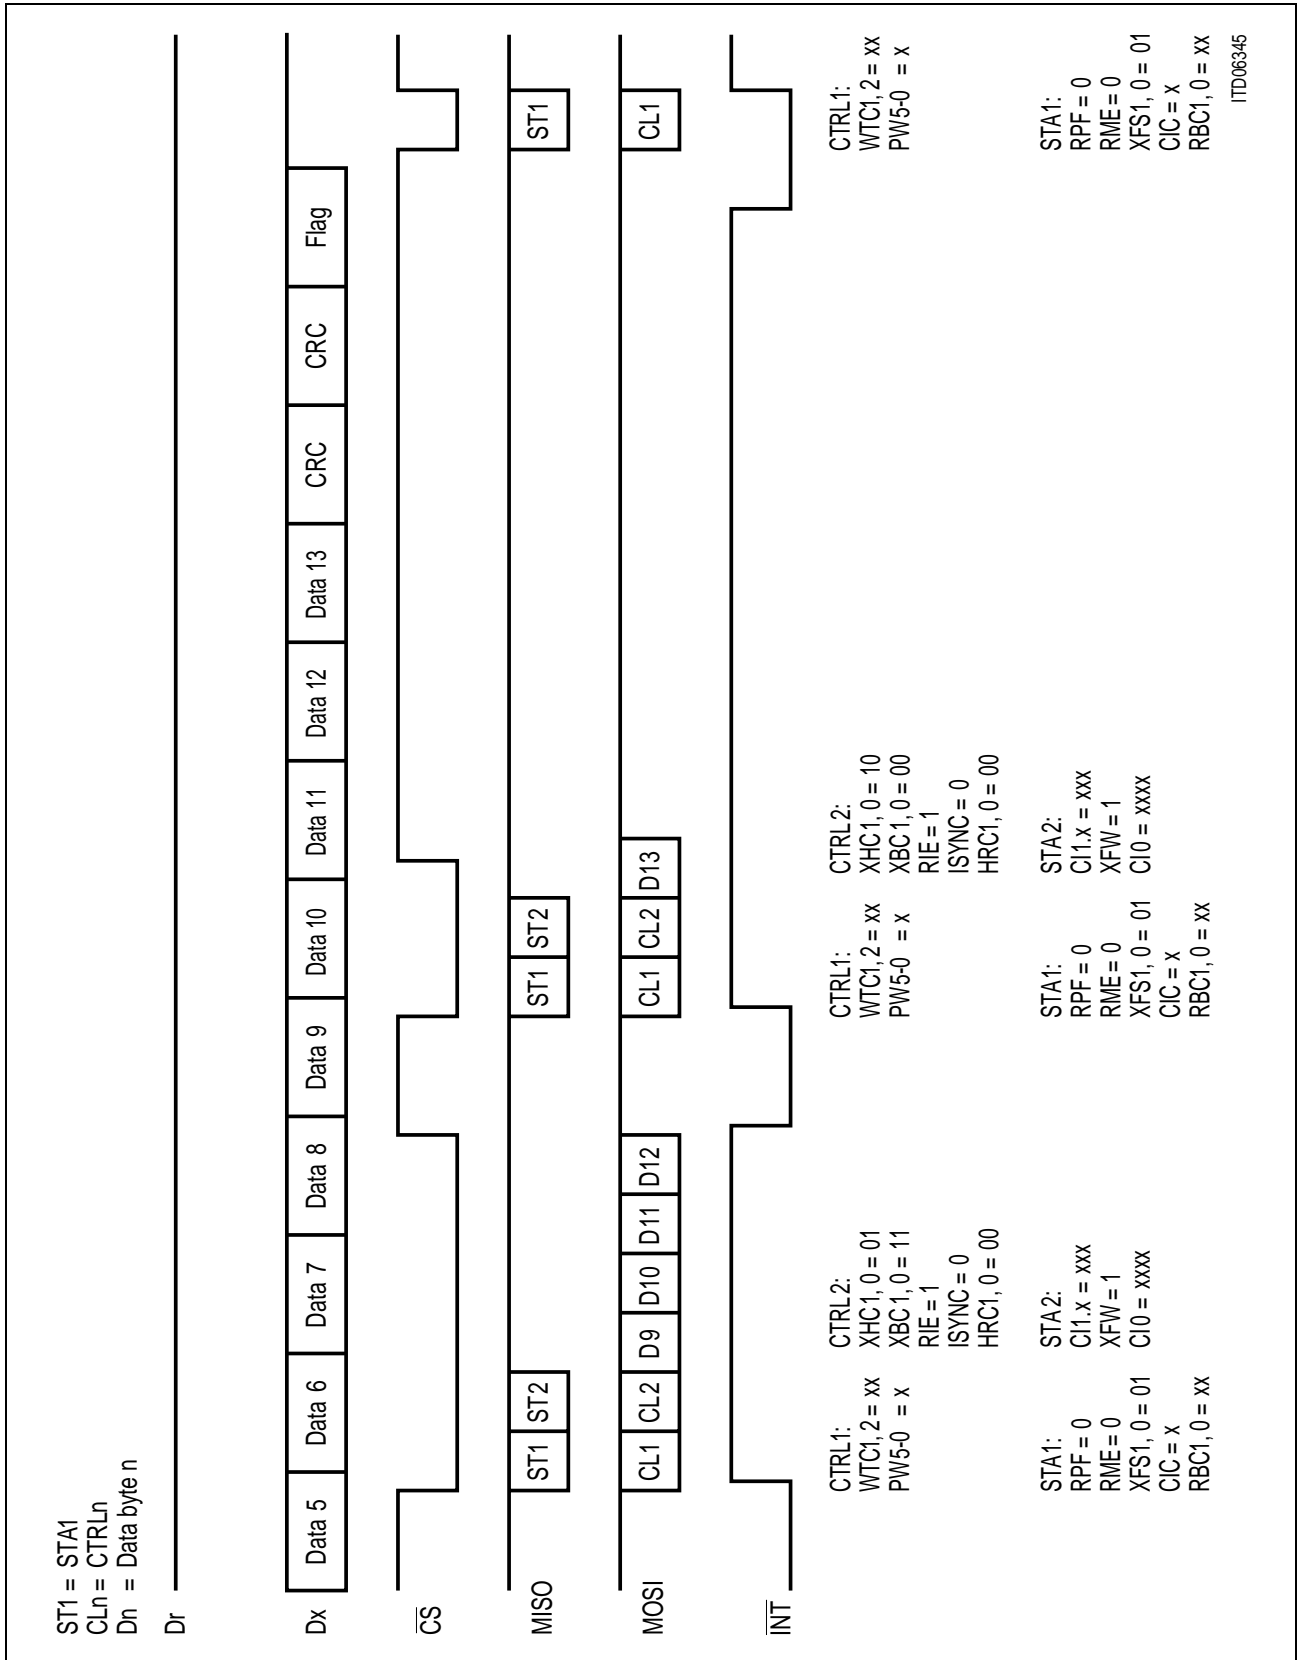 ST1 = STA1
CLn = CTRLn
Dn = Data byte n
Dr
Dx
Data 5
Data 6
Data 7
Data 8
Data 9
Data 10
Data 11
Data 12
Data 13
CRC
CRC
Flag
CS
MISO
ST1
ST2
ST1
ST2
ST1
MOSI
CL1
CL2
D9
D10
D11
D12
CL1
CL2
D13
CL1
INT
CTRL1:
WTC1, 2 = xx
PW5-0 = x
CTRL2:
XHC1, 0 = 01
XBC1, 0 = 11
RIE = 1
ISYNC = 0
HRC1, 0 = 00
CTRL1:
WTC1, 2 = xx
PW5-0 = x
CTRL2:
XHC1, 0 = 10
XBC1, 0 = 00
RIE = 1
ISYNC = 0
HRC1, 0 = 00
CTRL1:
WTC1, 2 = xx
PW5-0 = x
STA1:
RPF = 0
RME = 0
XFS1, 0 = 01
CIC = x
RBC1, 0 = xx
STA2:
CI1.x = xxx
XFW = 1
CI0 = xxxx
STA1:
RPF = 0
RME = 0
XFS1, 0 = 01
CIC = x
RBC1, 0 = xx
STA2:
CI1.x = xxx
XFW = 1
CI0 = xxxx
STA1:
RPF = 0
RME = 0
XFS1, 0 = 01
CIC = x
RBC1, 0 = xx
ITD06345